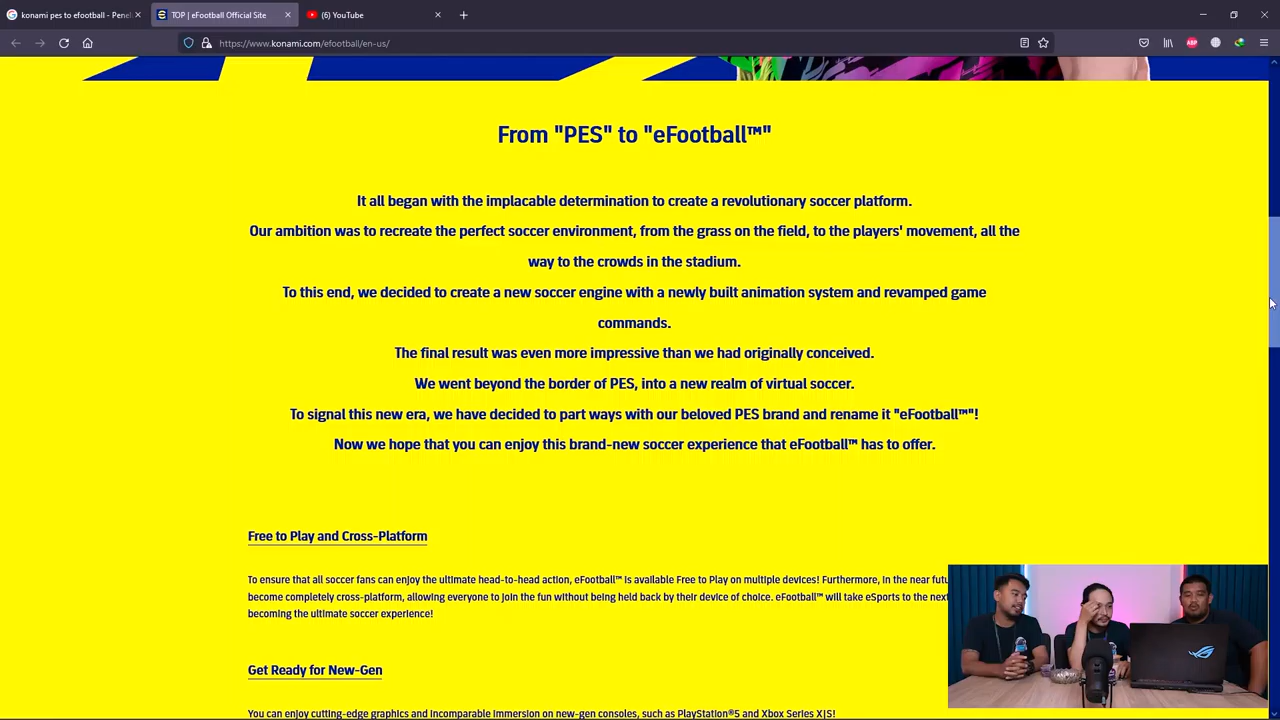 konami pes to efootball - Pene
TOP | eFootball Official Site
(6) YouTube
https://www.konami.com/efootball/en-us/
ABP
From "PES" to "eFootball™"
It all began with the implacable determination to create a revolutionary soccer platform.
Our ambition was to recreate the perfect soccer environment, from the grass on the field, to the players' movement, all the
way to the crowds in the stadium.
To this end, we decided to create a new soccer engine with a newly built animation system and revamped game
commands.
The final result was even more impressive than we had originally conceived.
We went beyond the border of PES, into a new realm of virtual soccer.
To signal this new era, we have decided to part ways with our beloved PES brand and rename it "eFootball™"!
Now we hope that you can enjoy this brand-new soccer experience that eFootball™ has to offer.
Free to Play and Cross-Platform
To ensure that all soccer fans can enjoy the ultimate head-to-head action, eFootball™ is available Free to Play on multiple devices! Furthermore, in the near futu
become completely cross-platform, allowing everyone to join the fun without being held back by their device of choice. eFootball™ will take eSports to the next
becoming the ultimate soccer experience!
Get Ready for New-Gen
You can enjoy cutting-edge graphics and incomparable immersion on new-gen consoles, such as PlayStation®5 and Xbox Series X|S!